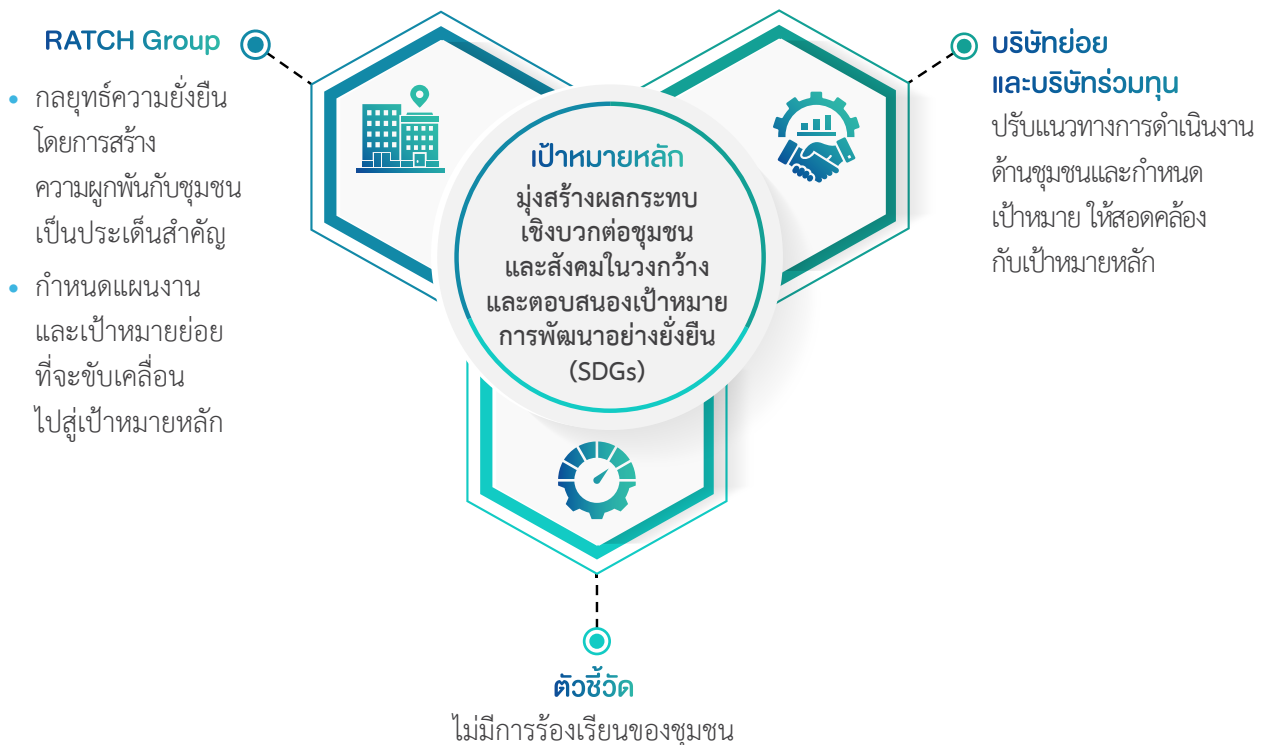 RATCH Group
• กลยุทธ์ความยั่งยืน
โดยการสร้าง
ความผูกพันกับชุมชน
เป็นประเด็นสำคัญ
• กำหนดแผนงาน
และเป้าหมายย่อย
ที่จะขับเคลื่อน
ไปสู่เป้าหมายหลัก
เป้าหมายหลัก
มุ่งสร้างผลกระทบ
เชิงบวกต่อชุมชน
และสังคมในวงกว้าง
และตอบสนองเป้าหมาย
การพัฒนาอย่างยั่งยืน
(SDGs)
บริษัทย่อย
และบริษัทร่วมทุน
ปรับแนวทางการดำเนินงาน
ด้านชุมชนและกำหนด
เป้าหมาย ให้สอดคล้อง
กับเป้าหมายหลัก
ตัวชี้วัด
ไม่มีการร้องเรียนของชุมชน